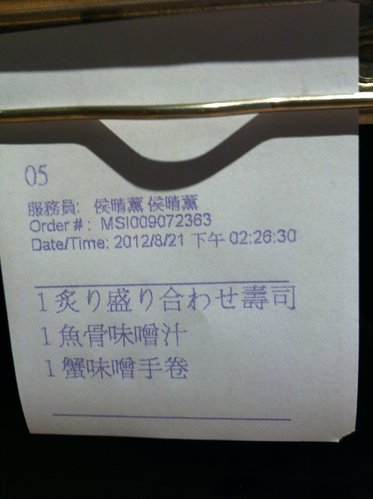 05
服務員: 侯晴薰 侯晴薰
Order#: MSI009072363
Date/Time: 2012/8/21 下午 02:26:30
1 炙り盛り合わせ壽司
1 魚骨味噌汁
1 蟹味噌手卷